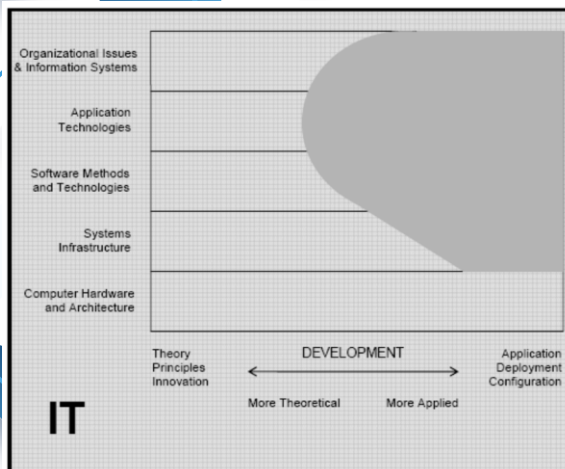 Organizational Issues
& Information Systems
Application
Technologies
Software Methods
and Technologies
Systems
Infrastructure
Computer Hardware
and Architecture
Theory
Principles
Innovation
DEVELOPMENT
Application
Deployment
Configuration
More Theoretical
More Applied
IT